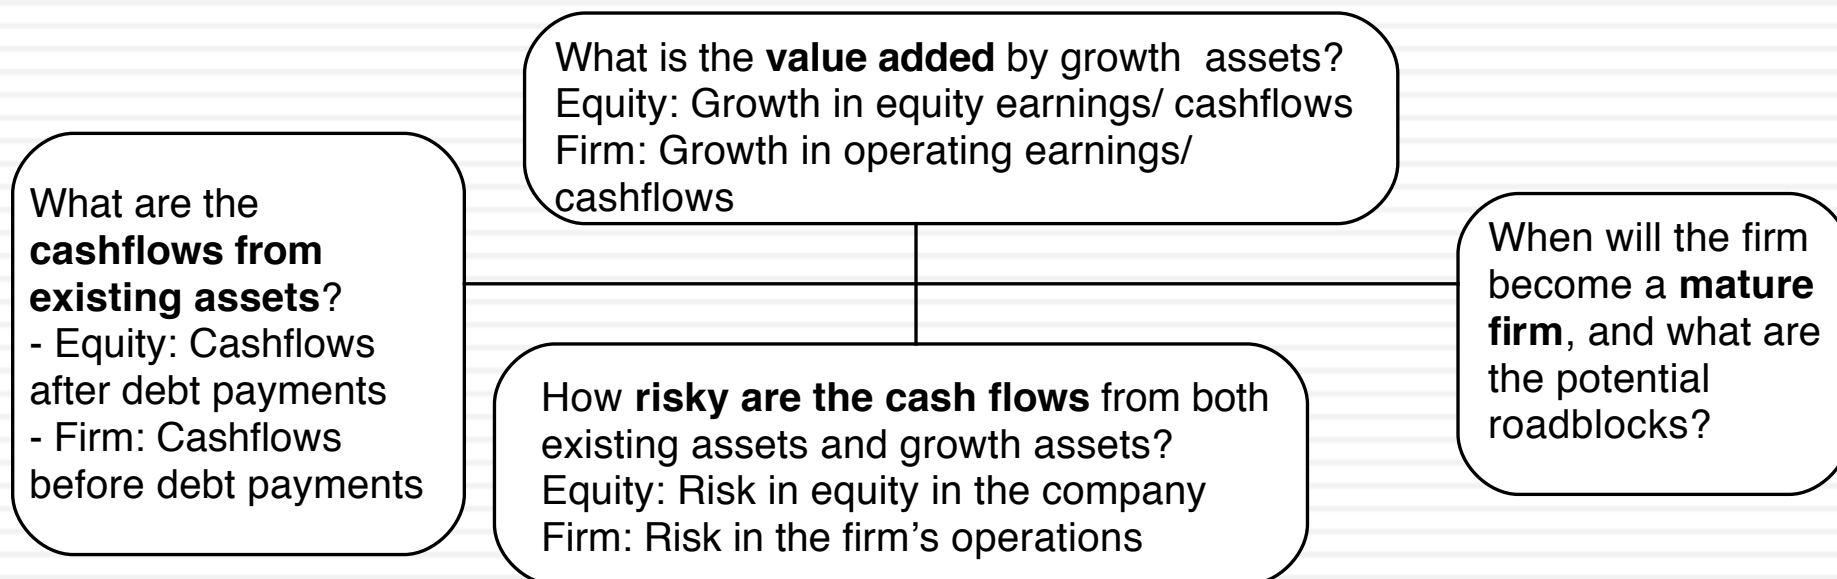 What is the value added by growth  assets?
Equity: Growth in equity earnings/ cashflows
Firm: Growth in operating earnings/
cashflows
What are the
cashflows from
existing assets?
- Equity: Cashflows
after debt payments
- Firm: Cashflows
before debt payments
When will the firm
become a mature
firm, and what are
the potential
roadblocks?
How risky are the cash flows from both
existing assets and growth assets?
Equity: Risk in equity in the company
Firm: Risk in the firm’s operations